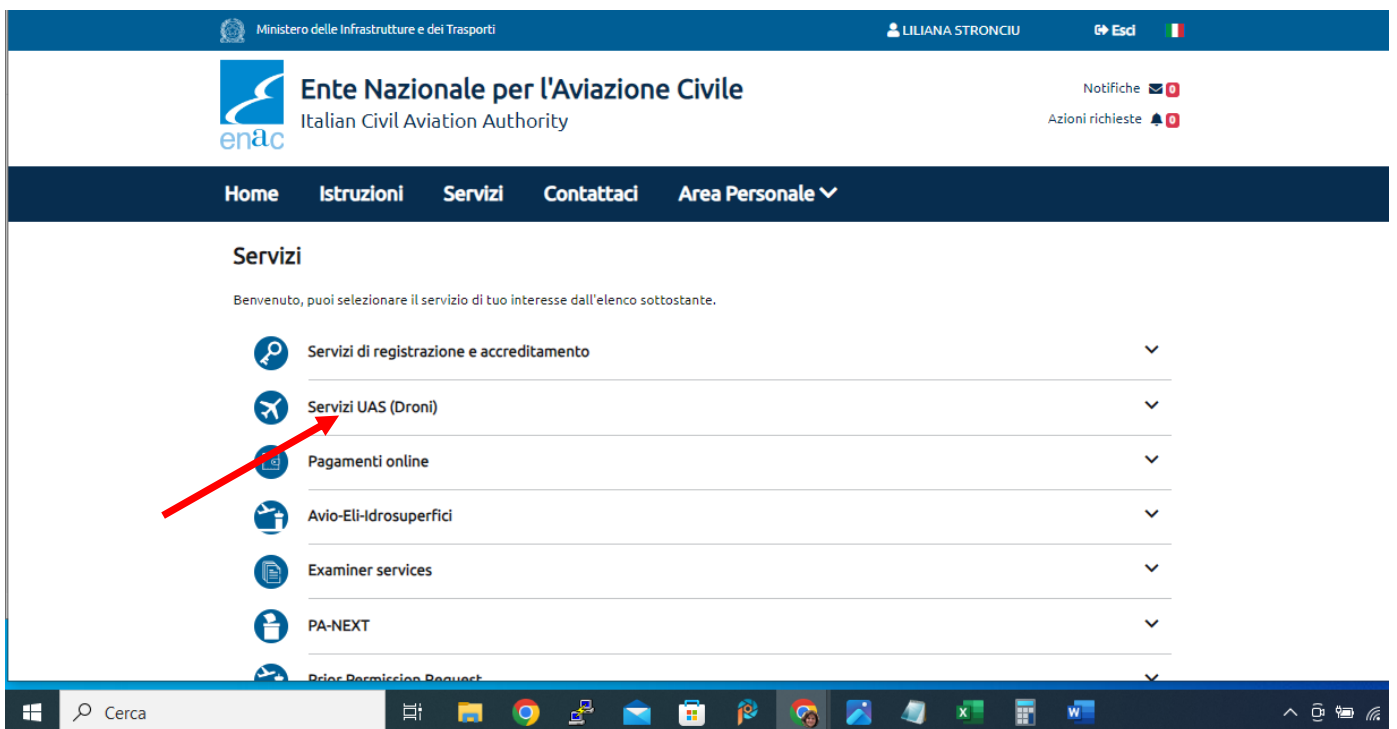 Ministero delle Infrastrutture e dei Trasporti
LILIANA STRONCIU
Esci
enac
Ente Nazionale per l'Aviazione Civile
Italian Civil Aviation Authority
Notifiche 0
Azioni richieste 0
Home Istruzioni Servizi Contattaci Area Personale
Servizi
Benvenuto, puoi selezionare il servizio di tuo interesse dall'elenco sottostante.
Servizi di registrazione e accreditamento
Servizi UAS (Droni)
Pagamenti online
Avio-Eli-Idrosuperfici
Examiner services
PA-NEXT
Prior Permission Request
Cerca